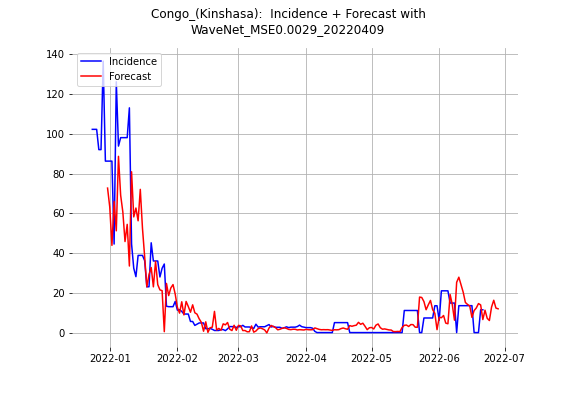 Congo_(Kinshasa):  Incidence + Forecast with
WaveNet_MSE0.0029_20220409
Incidence
Forecast
140
120
100
80
60
40
20
0
2022-01 2022-02 2022-03 2022-04 2022-05 2022-06 2022-07